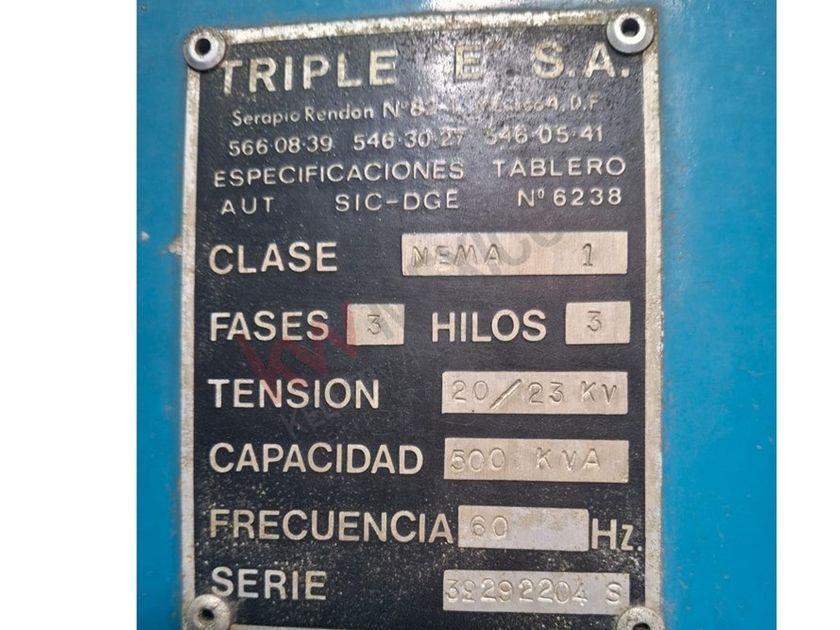 TRIPLE "E" S.A.
Serapio Rendon Nº 82- D.F.
566·08·39 546·30·27 546·05·41
ESPECIFICACIONES TABLERO
AUT SIC-DGE Nº 6238
CLASE NEMA 1
FASES 3 HILOS 3
TENSION 20/23 KV
CAPACIDAD 500 KVA
FRECUENCIA 60 Hz.
SERIE 39292204 S